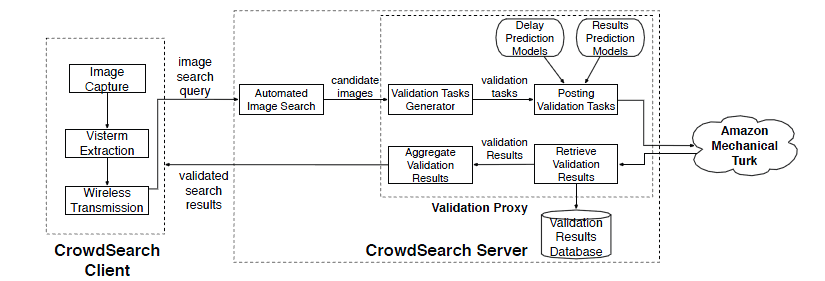 Image
Capture
Visterm
Extraction
Wireless
Transmission
CrowdSearch
Client
image
search
query
validated
search
results
Automated
Image Search
candidate
images
Validation Tasks
Generator
validation
tasks
Delay
Prediction
Models
Results
Prediction
Models
Posting
Validation Tasks
Aggregate
Validation
Results
validation
Results
Retrieve
Validation
Results
Validation Proxy
Validation
Results
Database
CrowdSearch Server
Amazon
Mechanical
Turk